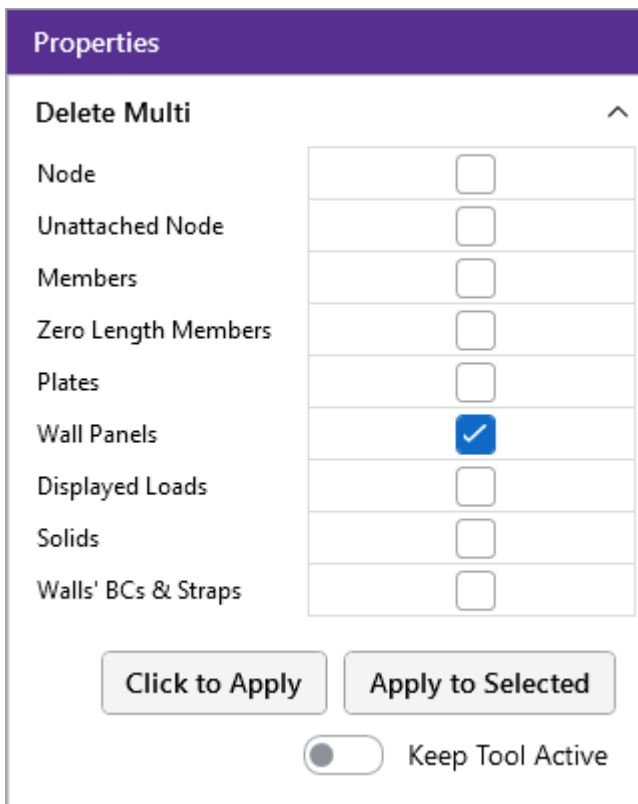 Properties
Delete Multi
Node
Unattached Node
Members
Zero Length Members
Plates
Wall Panels
Displayed Loads
Solids
Walls' BCs & Straps
Click to Apply Apply to Selected
Keep Tool Active